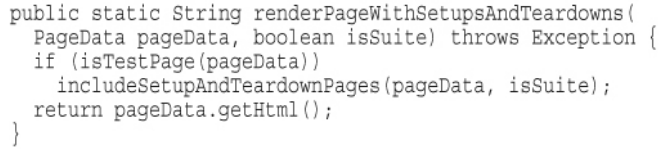 public static String renderPageWithSetupsAndTeardowns(
  PageData pageData, boolean isSuite) throws Exception {
  if (isTestPage(pageData))
    includeSetupAndTeardownPages(pageData, isSuite);
  return pageData.getHtml();
}